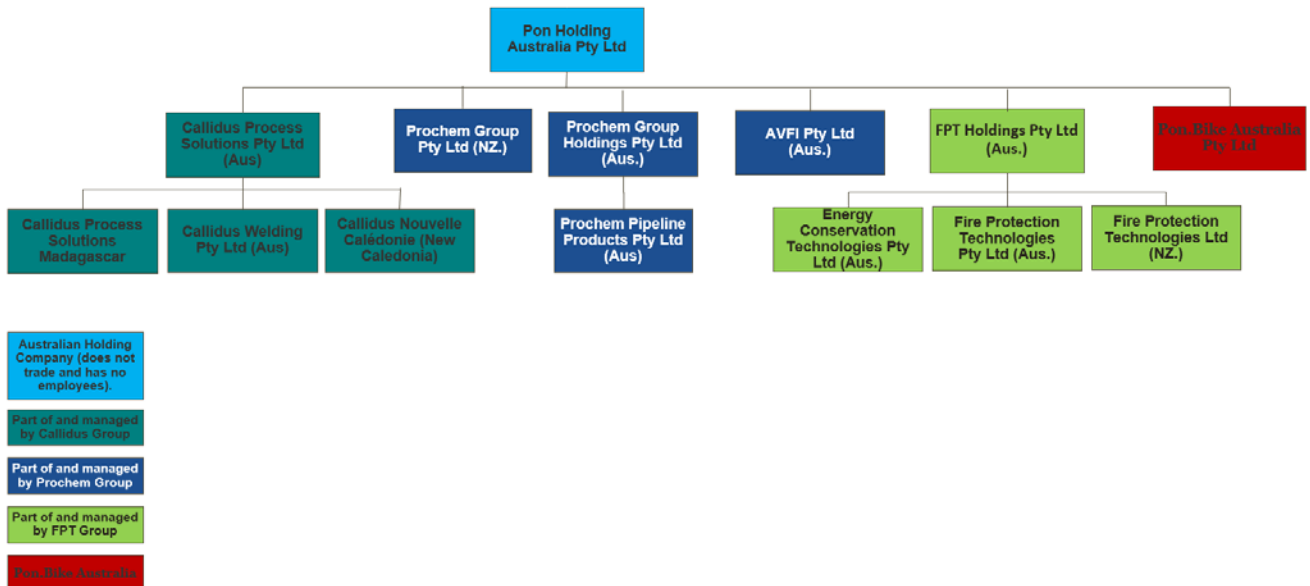 Pon Holding
Australia Pty Ltd
Callidus Process
Solutions Pty Ltd
(Aus)
Prochem Group
Pty Ltd (NZ.)
Prochem Group
Holdings Pty Ltd
(Aus.)
AVFI Pty Ltd
(Aus.)
FPT Holdings Pty Ltd
(Aus.)
Pon.Bike Australia
Pty Ltd
Callidus Process
Solutions
Madagascar
Callidus Welding
Pty Ltd (Aus)
Callidus Nouvelle
Calédonie (New
Caledonia)
Prochem Pipeline
Products Pty Ltd
(Aus)
Energy
Conservation
Technologies Pty
Ltd (Aus.)
Fire Protection
Technologies
Pty Ltd (Aus.)
Fire Protection
Technologies Ltd
(NZ.)
Australian Holding
Company (does not
trade and has no
employees).
Part of and managed
by Callidus Group
Part of and managed
by Prochem Group
Part of and managed
by FPT Group
Pon.Bike Australia